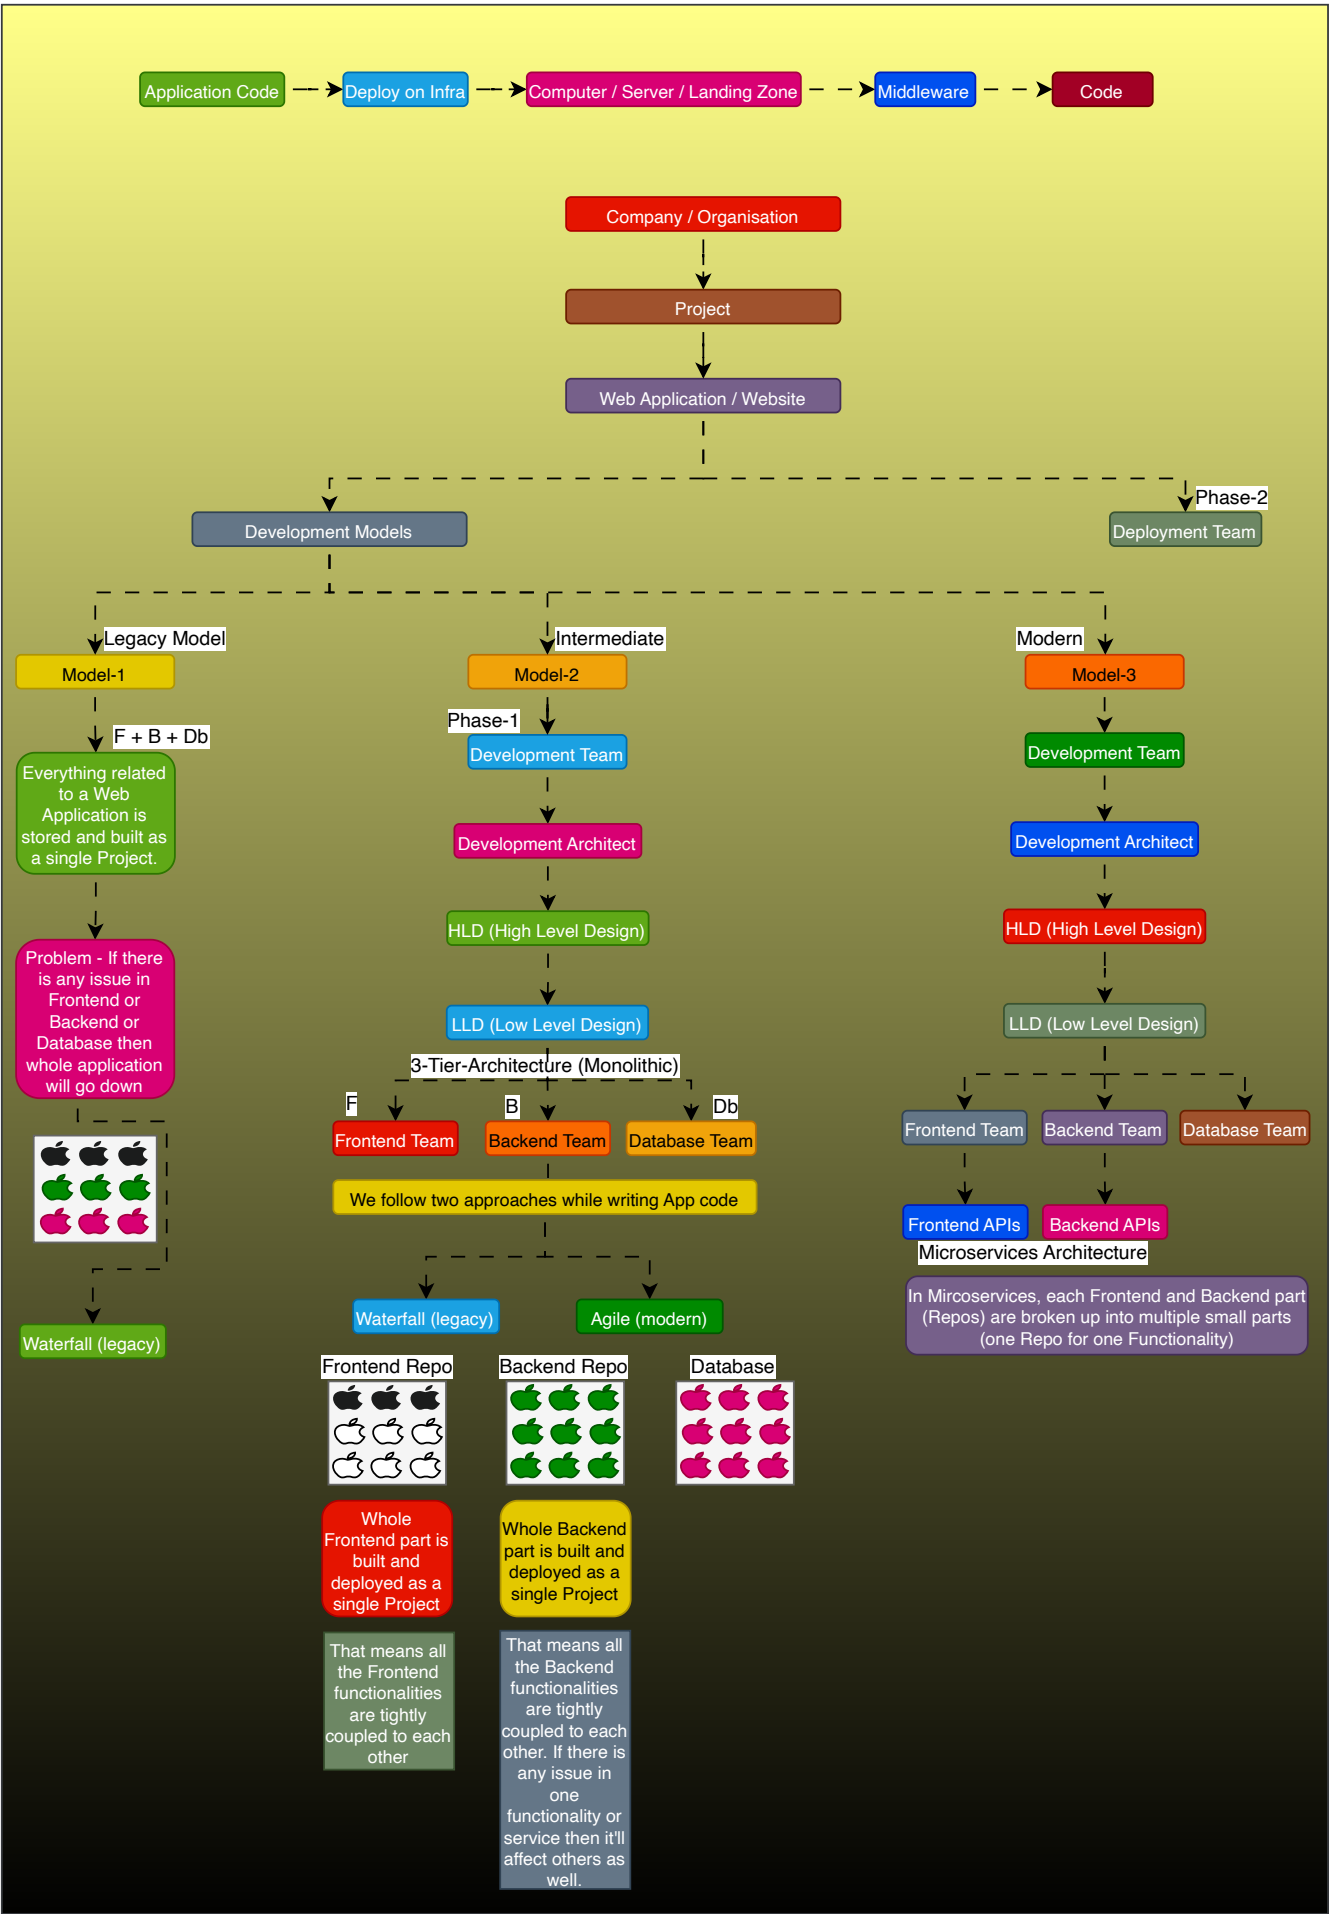 Application Code
Deploy on Infra
Computer / Server / Landing Zone
Middleware
Code
Company / Organisation
Project
Web Application / Website
Development Models
Phase-2
Deployment Team
Legacy Model
Model-1
F + B + Db
Everything related
to a Web
Application is
stored and built as
a single Project.
Problem - If there
is any issue in
Frontend or
Backend or
Database then
whole application
will go down
Waterfall (legacy)
Intermediate
Model-2
Phase-1
Development Team
Development Architect
HLD (High Level Design)
LLD (Low Level Design)
3-Tier-Architecture (Monolithic)
F
B
Db
Frontend Team
Backend Team
Database Team
We follow two approaches while writing App code
Waterfall (legacy)
Agile (modern)
Frontend Repo
Backend Repo
Database
Whole
Frontend part is
built and
deployed as a
single Project
Whole Backend
part is built and
deployed as a
single Project
That means all
the Frontend
functionalities
are tightly
coupled to each
other
That means all
the Backend
functionalities
are tightly
coupled to each
other. If there is
any issue in
one
functionality or
service then it'll
affect others as
well.
Modern
Model-3
Development Team
Development Architect
HLD (High Level Design)
LLD (Low Level Design)
Frontend Team
Backend Team
Database Team
Frontend APIs
Backend APIs
Microservices Architecture
In Mircoservices, each Frontend and Backend part
(Repos) are broken up into multiple small parts
(one Repo for one Functionality)